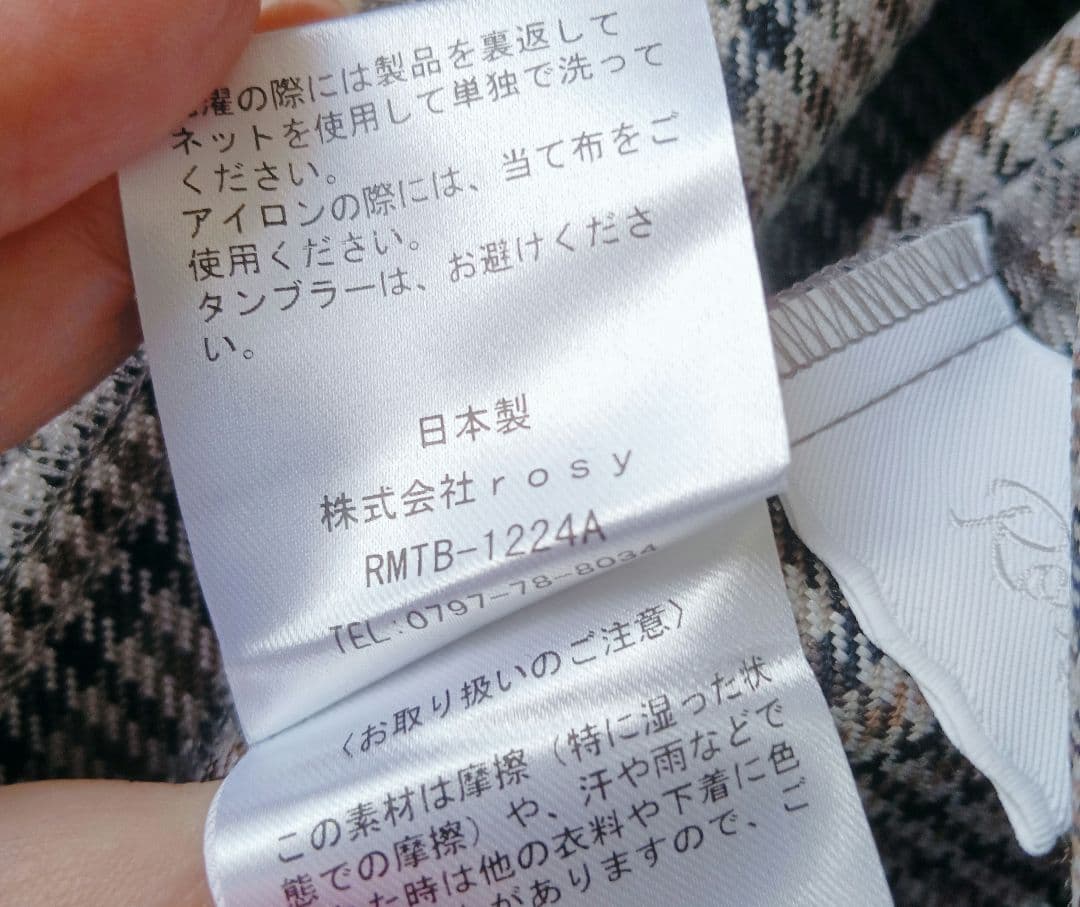 濯の際には製品を裏返して
ネットを使用して単独で洗って
ください。
アイロンの際には、当て布をご
使用ください。
タンブラーは、お避けくださ
い。
日本製
株式会社rosy
RMTB-1224A
TEL:0797-78-8034
〈お取り扱いのご注意〉
この素材は摩擦（特に湿った状
態での摩擦）や、汗や雨などで
た時は他の衣料や下着に色
がありますので、ご